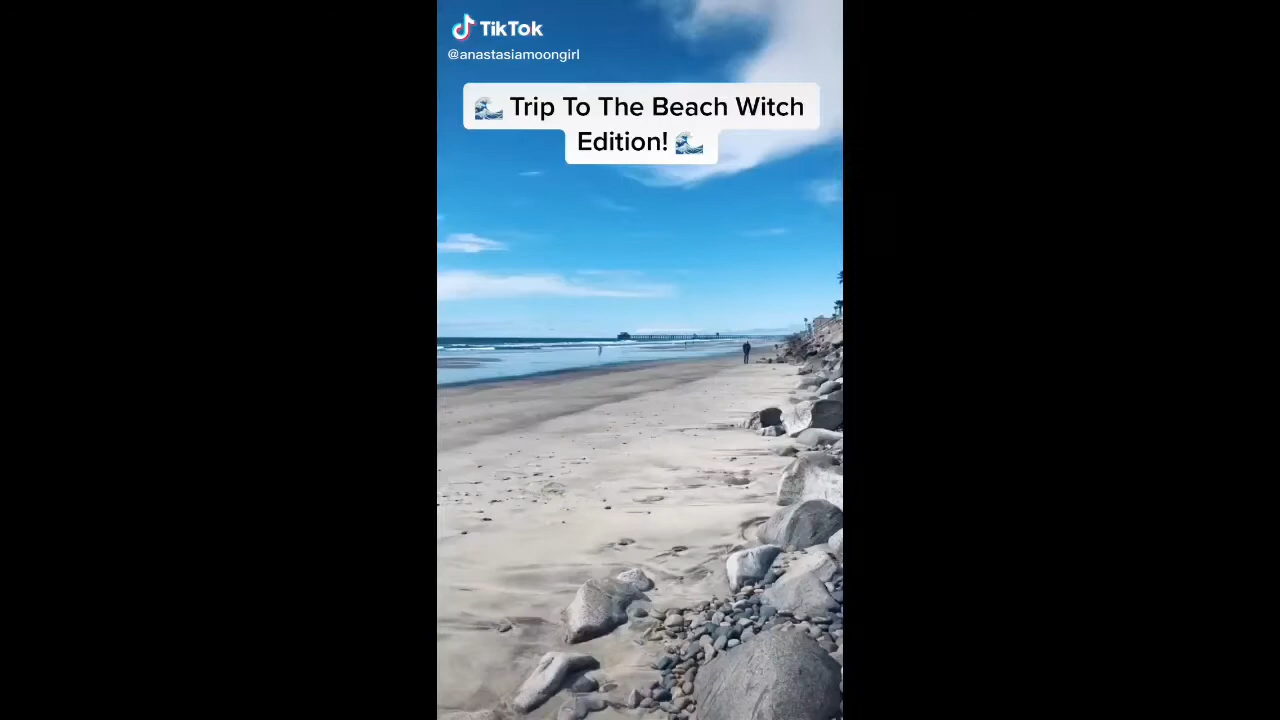 TikTok
@anastasiamoongirl
🌊 Trip To The Beach Witch
Edition! 🌊